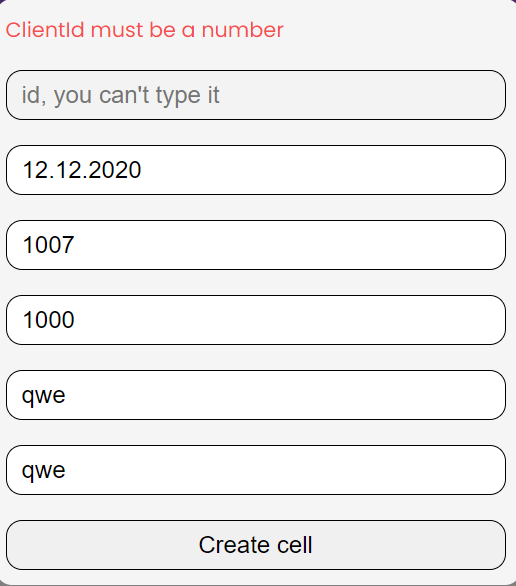 ClientId must be a number
id, you can't type it
12.12.2020
1007
1000
qwe
qwe
Create cell